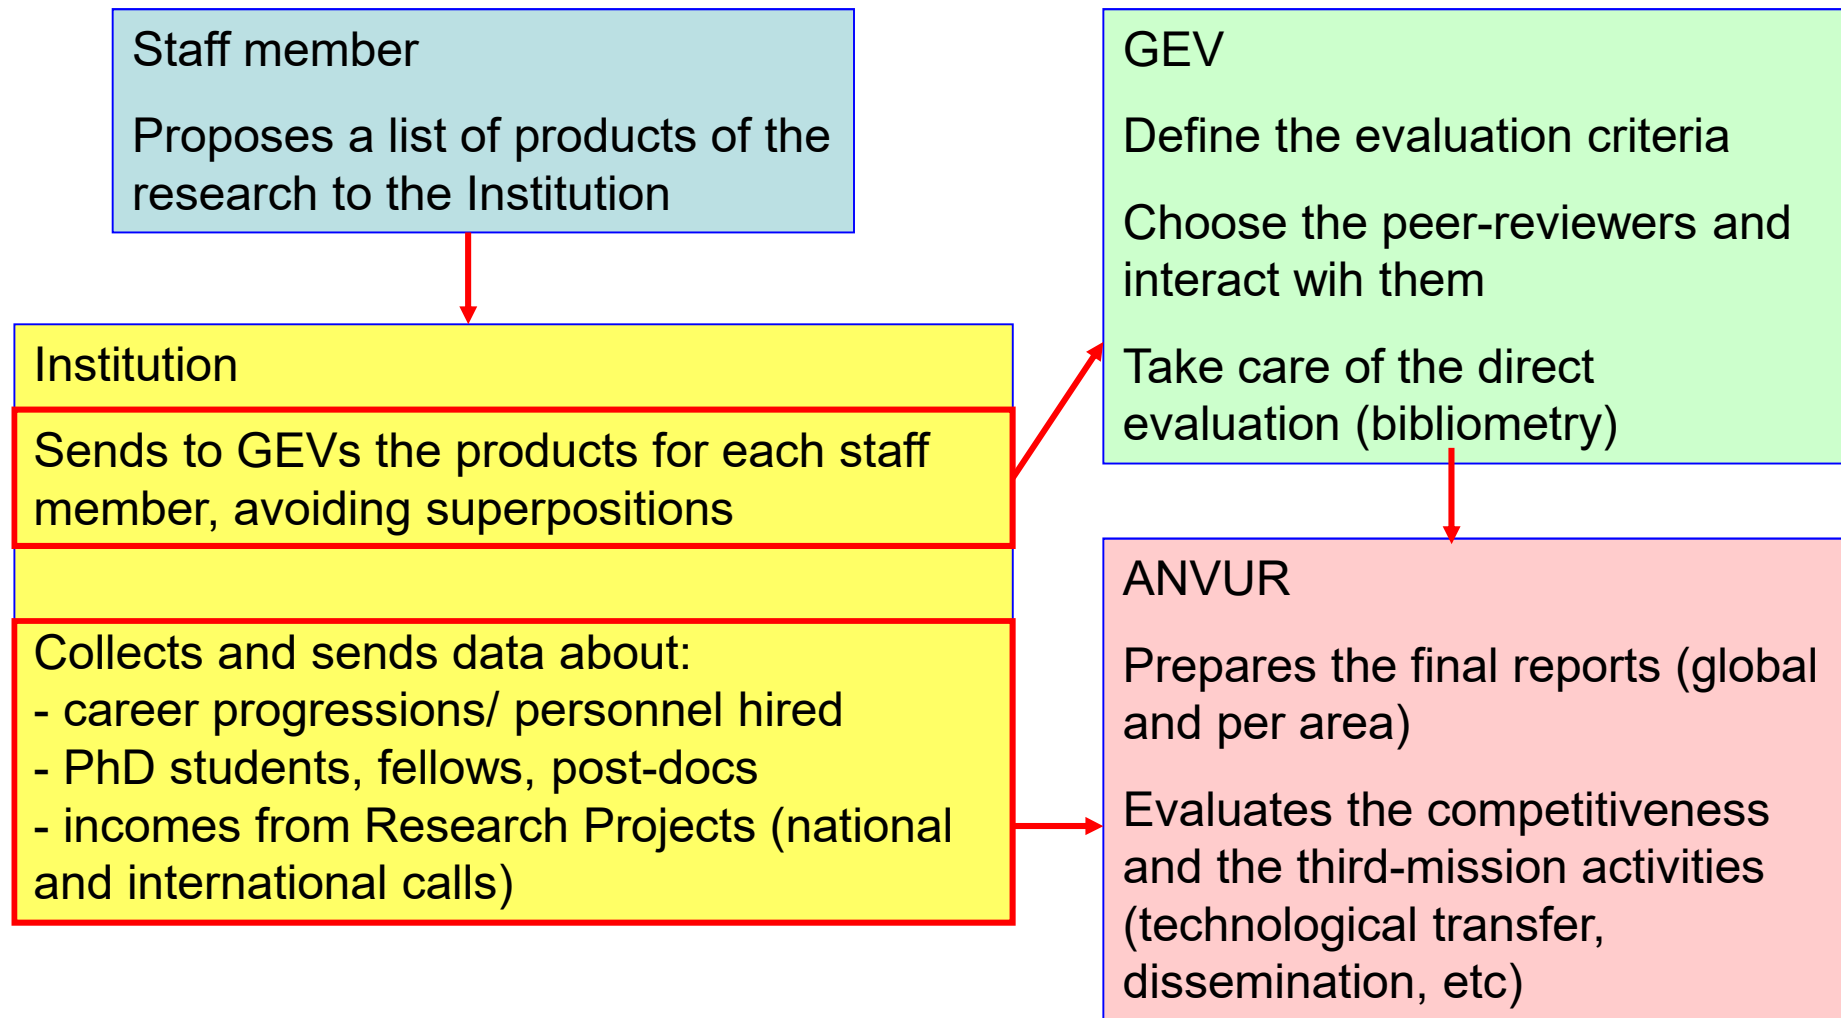 Staff member
Proposes a list of products of the
research to the Institution
Institution
Sends to GEVs the products for each staff
member, avoiding superpositions
Collects and sends data about:
- career progressions/ personnel hired
- PhD students, fellows, post-docs
- incomes from Research Projects (national
and international calls)
GEV
Define the evaluation criteria
Choose the peer-reviewers and
interact wih them
Take care of the direct
evaluation (bibliometry)
ANVUR
Prepares the final reports (global
and per area)
Evaluates the competitiveness
and the third-mission activities
(technological transfer,
dissemination, etc)